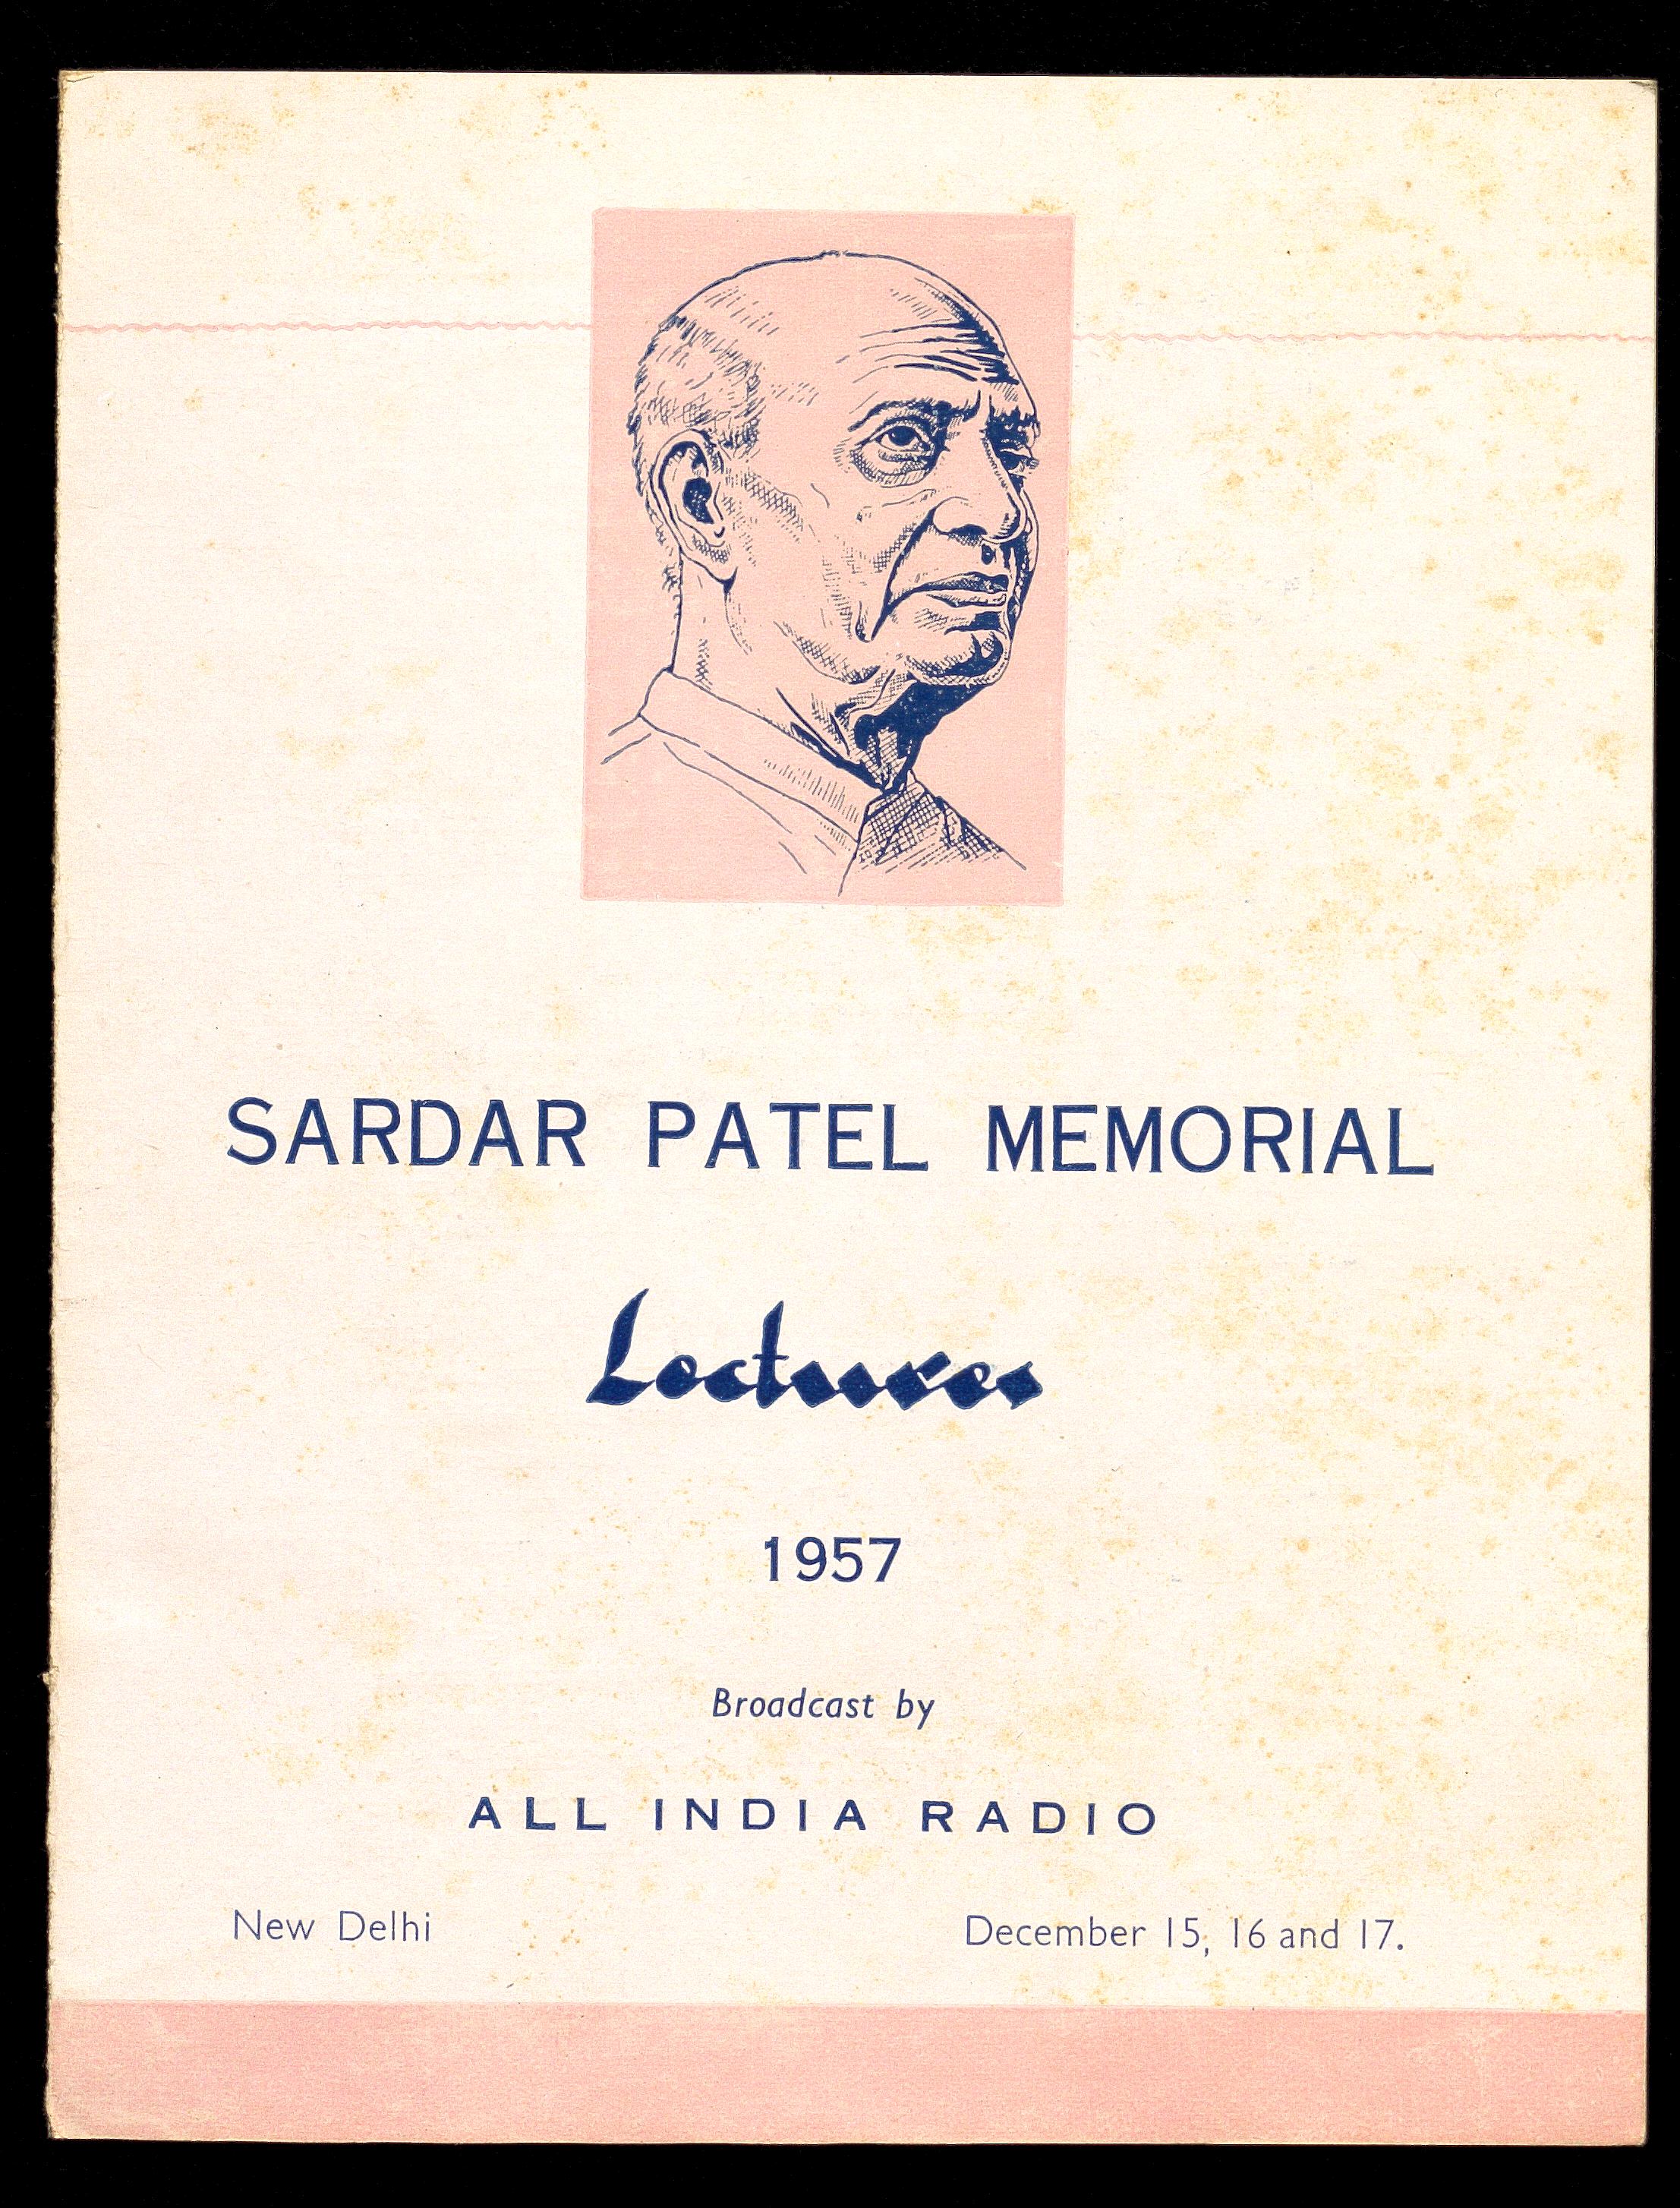 SARDAR PATEL MEMORIAL
Lectures
1957
Broadcast by
ALL INDIA RADIO
New Delhi December 15, 16 and 17.